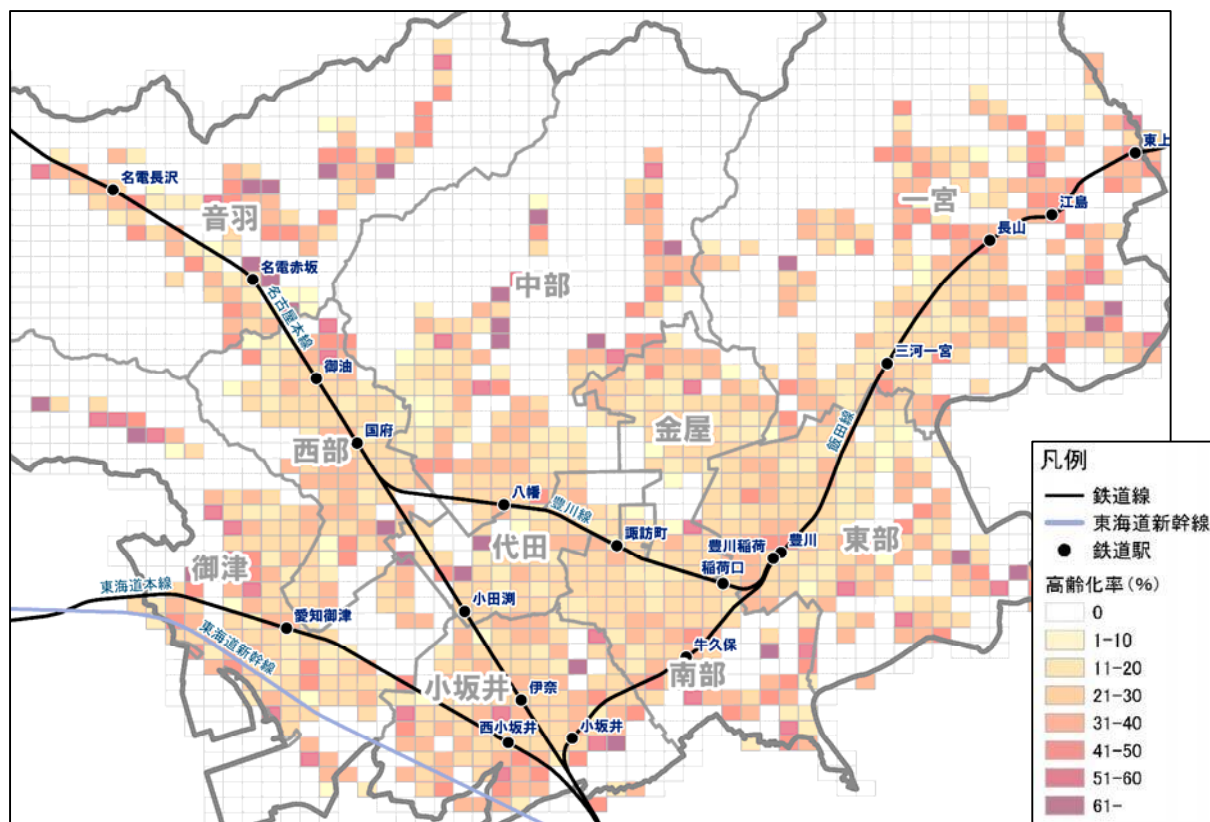 東上
名電長沢
音羽
一宮
江島
長山
名電赤坂
中部
名古屋本線
三河一宮
御油
金屋
飯田線
西部
国府
八幡
豊川線
代田
諏訪町
豊川稲荷
豊川
東部
稲荷口
御津
東海道本線
愛知御津
小田渕
東海道新幹線
牛久保
南部
小坂井
伊奈
西小坂井
小坂井
凡例
鉄道線
東海道新幹線
鉄道駅
高齢化率(%)
0
1-10
11-20
21-30
31-40
41-50
51-60
61-